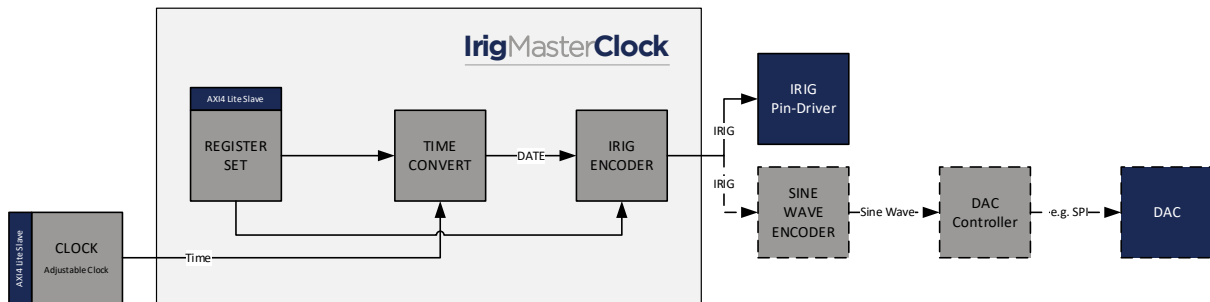 IrigMasterClock
AXI4 Lite Slave
REGISTER
SET
TIME
CONVERT
DATE
IRIG
ENCODER
IRIG
IRIG
Pin-Driver
IRIG
SINE
WAVE
ENCODER
Sine Wave
DAC
Controller
e.g. SPI
DAC
AXI4 Lite Slave
CLOCK
Adjustable Clock
Time